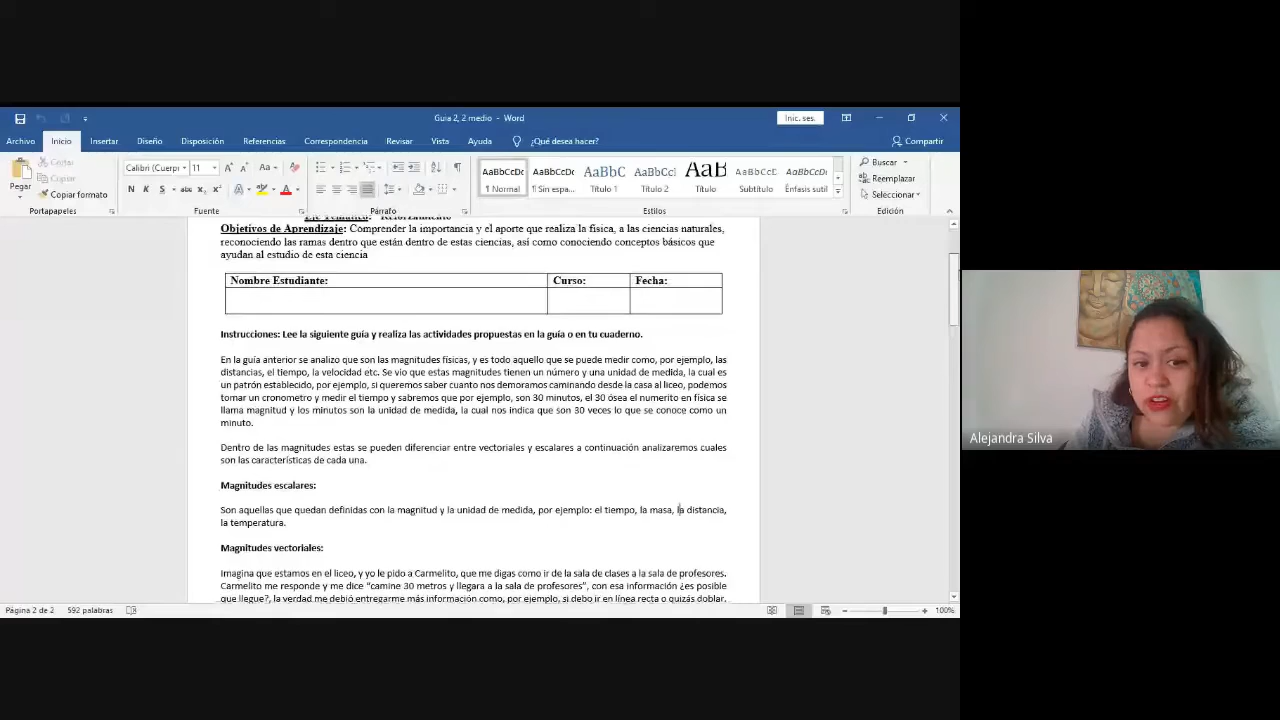 Guia 2, 2 medio - Word
Inic. ses.
Archivo Inicio Insertar Diseño Disposición Referencias Correspondencia Revisar Vista Ayuda ¿Qué desea hacer? Compartir
Pegar
Cortar
Copiar
Copiar formato
Portapapeles
Calibri (Cuerpo 11
N K S abc x₂ x²
Fuente
Párrafo
AaBbCcDc AaBbCcDc AaBbC AaBbCcI AaB AaBbCcD AaBbCcDc
¶ Normal ¶ Sin espa... Título 1 Título 2 Título Subtítulo Énfasis sutil
Estilos
Buscar
Reemplazar
Seleccionar
Edición
Eje Temático: Reforzamiento
Objetivos de Aprendizaje: Comprender la importancia y el aporte que realiza la física, a las ciencias naturales,
reconociendo las ramas dentro que están dentro de estas ciencias, así como conociendo conceptos básicos que
ayudan al estudio de esta ciencia
Nombre Estudiante: Curso: Fecha:
Instrucciones: Lee la siguiente guía y realiza las actividades propuestas en la guía o en tu cuaderno.
En la guía anterior se analizo que son las magnitudes físicas, y es todo aquello que se puede medir como, por ejemplo, las
distancias, el tiempo, la velocidad etc. Se vio que estas magnitudes tienen un número y una unidad de medida, la cual es
un patrón establecido, por ejemplo, si queremos saber cuanto nos demoramos caminando desde la casa al liceo, podemos
tomar un cronometro y medir el tiempo y sabremos que por ejemplo, son 30 minutos, el 30 ósea el numerito en física se
llama magnitud y los minutos son la unidad de medida, la cual nos indica que son 30 veces lo que se conoce como un
minuto.
Dentro de las magnitudes estas se pueden diferenciar entre vectoriales y escalares a continuación analizaremos cuales
son las características de cada una.
Magnitudes escalares:
Son aquellas que quedan definidas con la magnitud y la unidad de medida, por ejemplo: el tiempo, la masa, la distancia,
la temperatura.
Magnitudes vectoriales:
Imagina que estamos en el liceo, y yo le pido a Carmelito, que me digas como ir de la sala de clases a la sala de profesores.
Carmelito me responde y me dice "camine 30 metros y llegara a la sala de profesores", con esa información ¿es posible
que llegue?, la verdad me debió entregarme más información como, por ejemplo, si debo ir en línea recta o quizás doblar.
Página 2 de 2 592 palabras 100%
Alejandra Silva